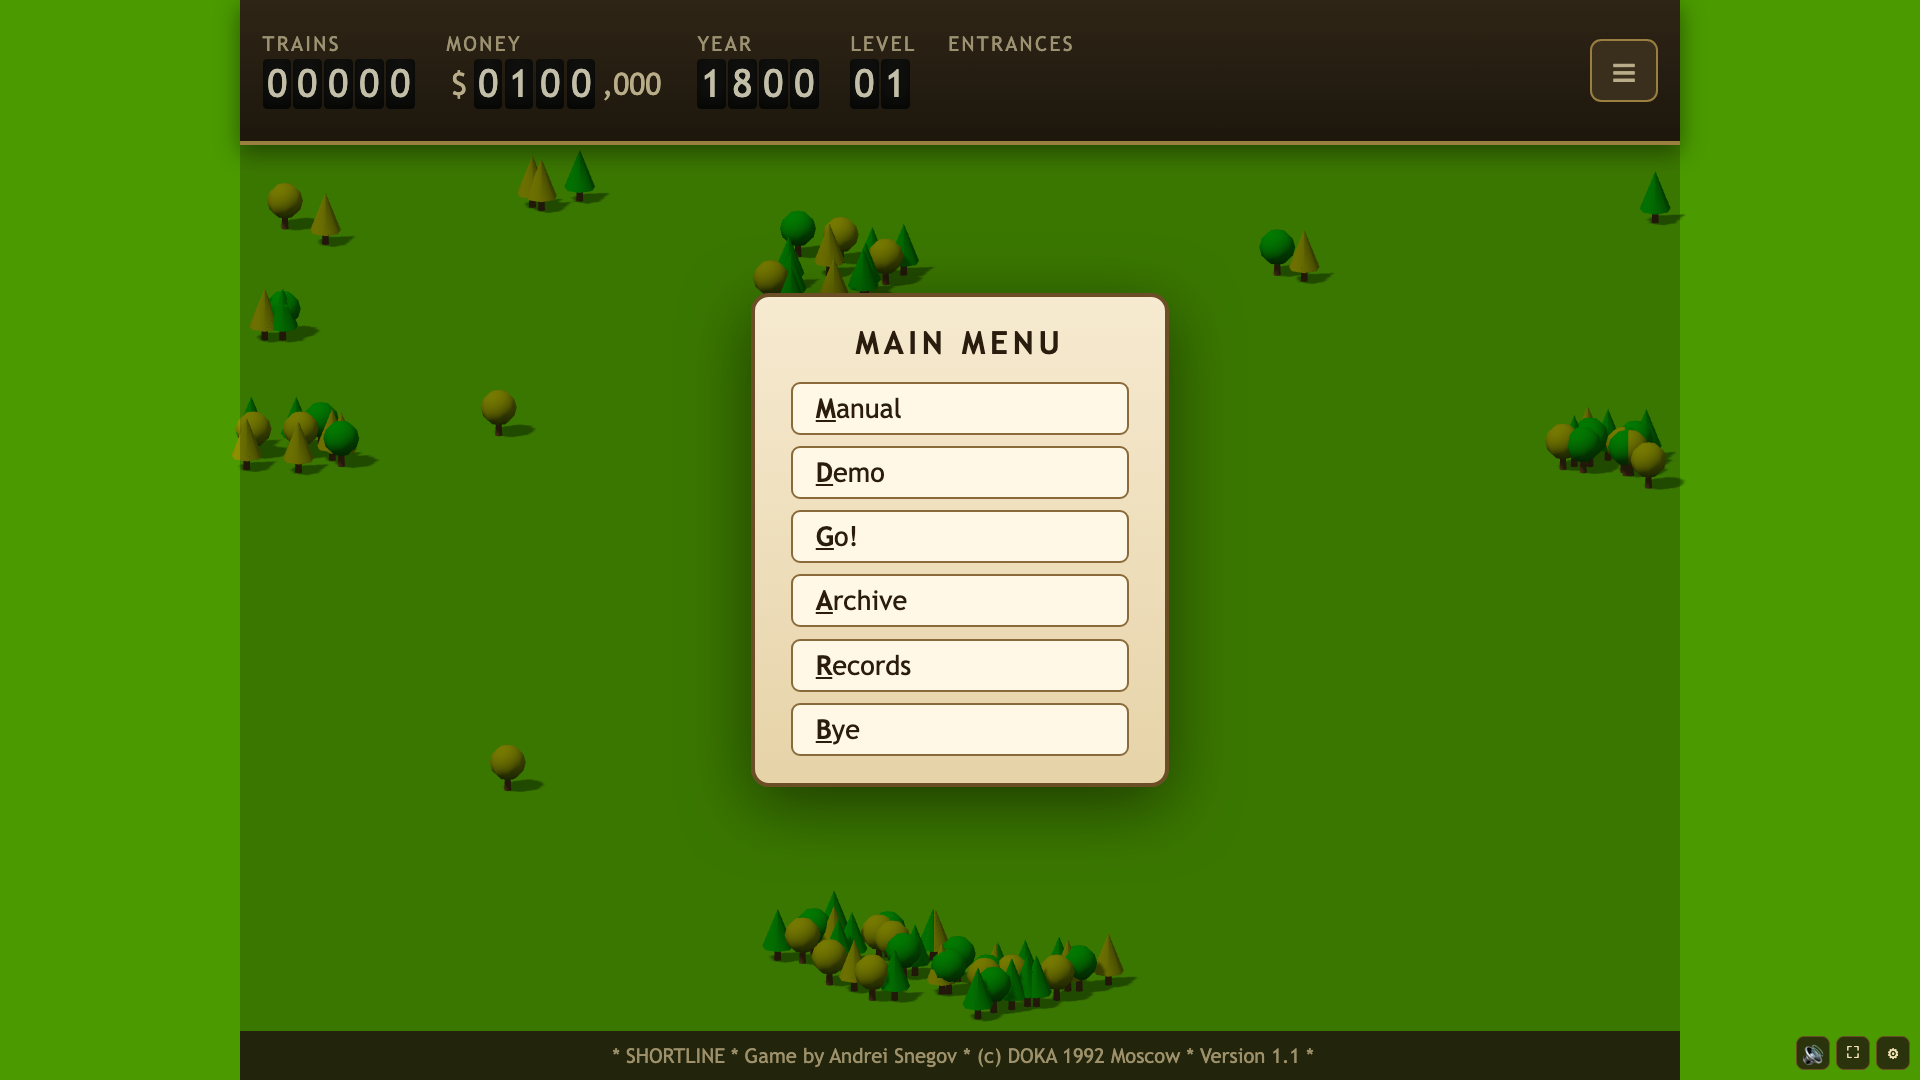 TRAINS MONEY YEAR LEVEL ENTRANCES
00000 $0100,000 1800 01
MAIN MENU
Manual
Demo
Go!
Archive
Records
Bye
* SHORTLINE * Game by Andrei Snegov * (c) DOKA 1992 Moscow * Version 1.1 *